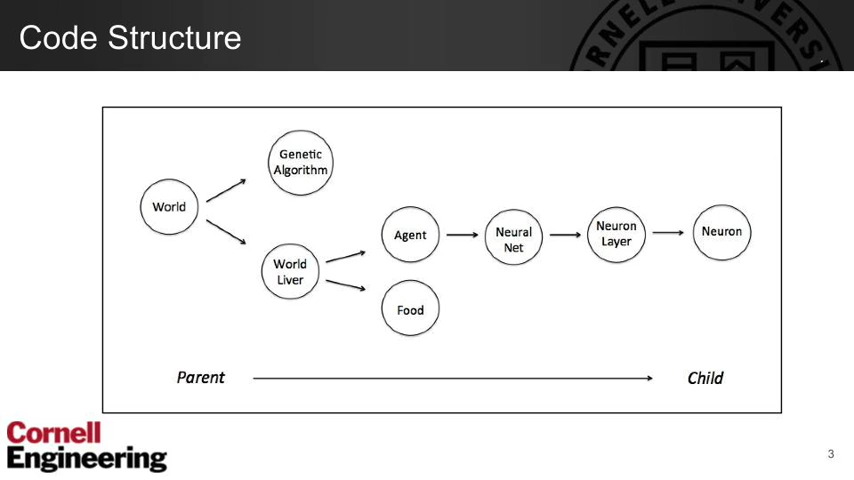 Code Structure
Genetic
Algorithm
World
World
Liver
Agent
Food
Neural
Net
Neuron
Layer
Neuron
Parent
Child
Cornell
Engineering
3